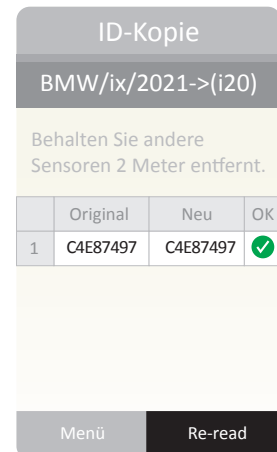 ID-Kopie
BMW/ix/2021->(i20)
Behalten Sie andere
Sensoren 2 Meter entfernt.
Original Neu OK
1 C4E87497 C4E87497
Menü Re-read